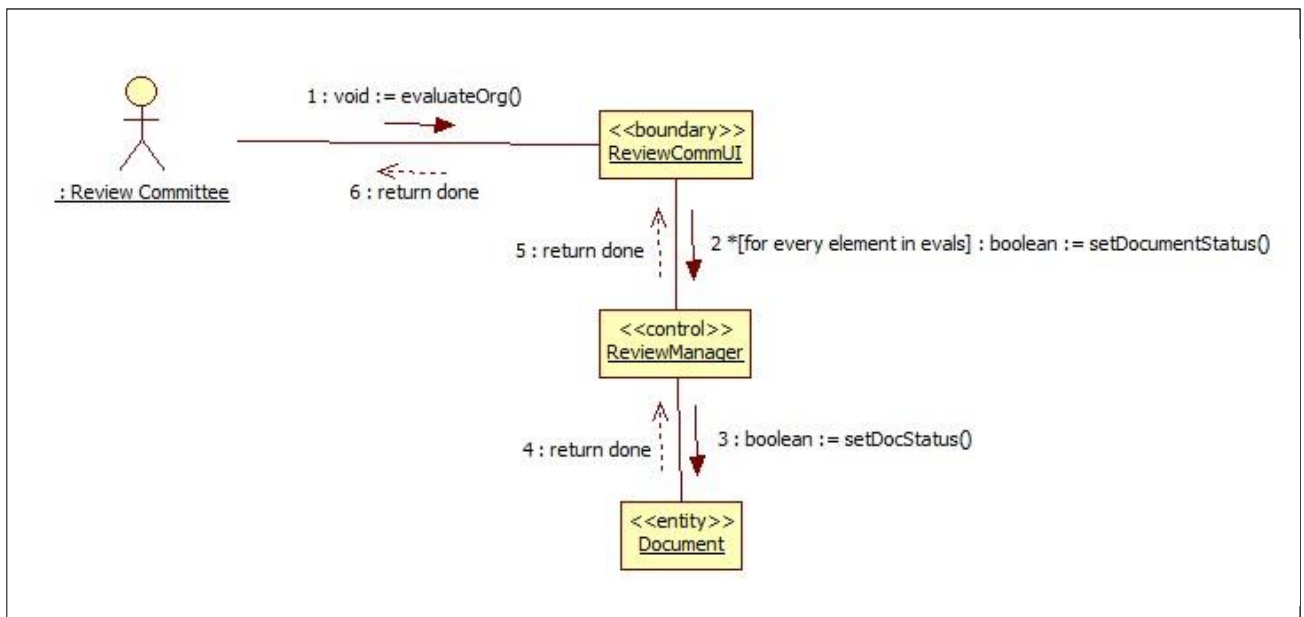 1 : void := evaluateOrg()
<<boundary>>
ReviewCommUI
6 : return done
: Review Committee
5 : return done
2 *[for every element in evals] : boolean := setDocumentStatus()
<<control>>
ReviewManager
4 : return done
3 : boolean := setDocStatus()
<<entity>>
Document